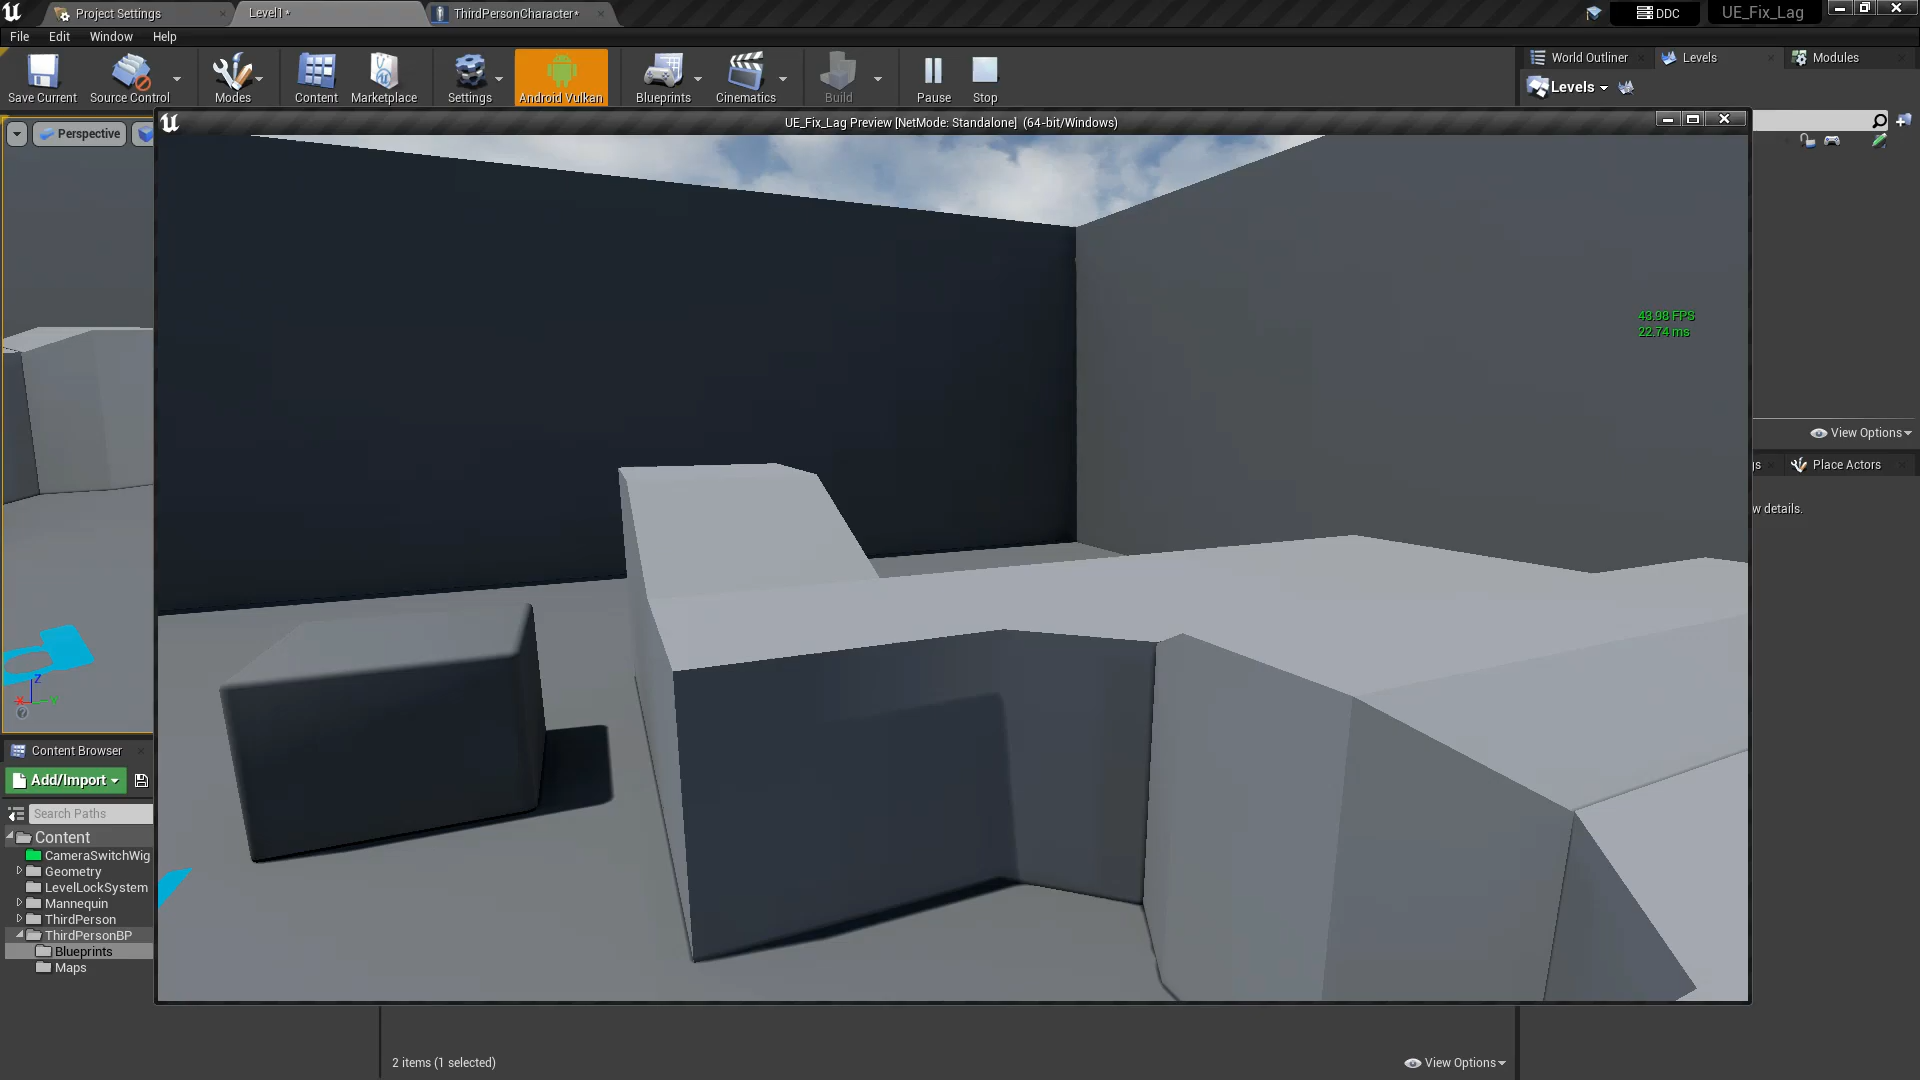 Project Settings
Level1*
ThirdPersonCharacter*
DDC
UE_Fix_Lag
File
Edit
Window
Help
Save Current
Source Control
Modes
Content
Marketplace
Settings
Android Vulkan
Blueprints
Cinematics
Build
Pause
Stop
World Outliner
Levels
Modules
Levels
Perspective
UE_Fix_Lag Preview [NetMode: Standalone] (64-bit/Windows)
43.98 FPS
22.74 ms
View Options
gs
Place Actors
w details.
Z
X
Y
?
Content Browser
Add/Import
Search Paths
Content
CameraSwitchWig
Geometry
LevelLockSystem
Mannequin
ThirdPerson
ThirdPersonBP
Blueprints
Maps
2 items (1 selected)
View Options